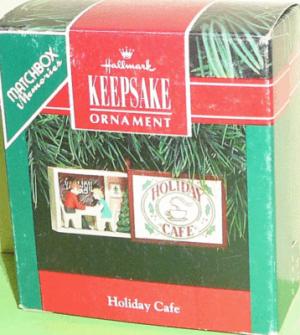 MATCHBOX
Memories
Hallmark
KEEPSAKE
ORNAMENT
HOLIDAY
CAFE
Holiday Cafe